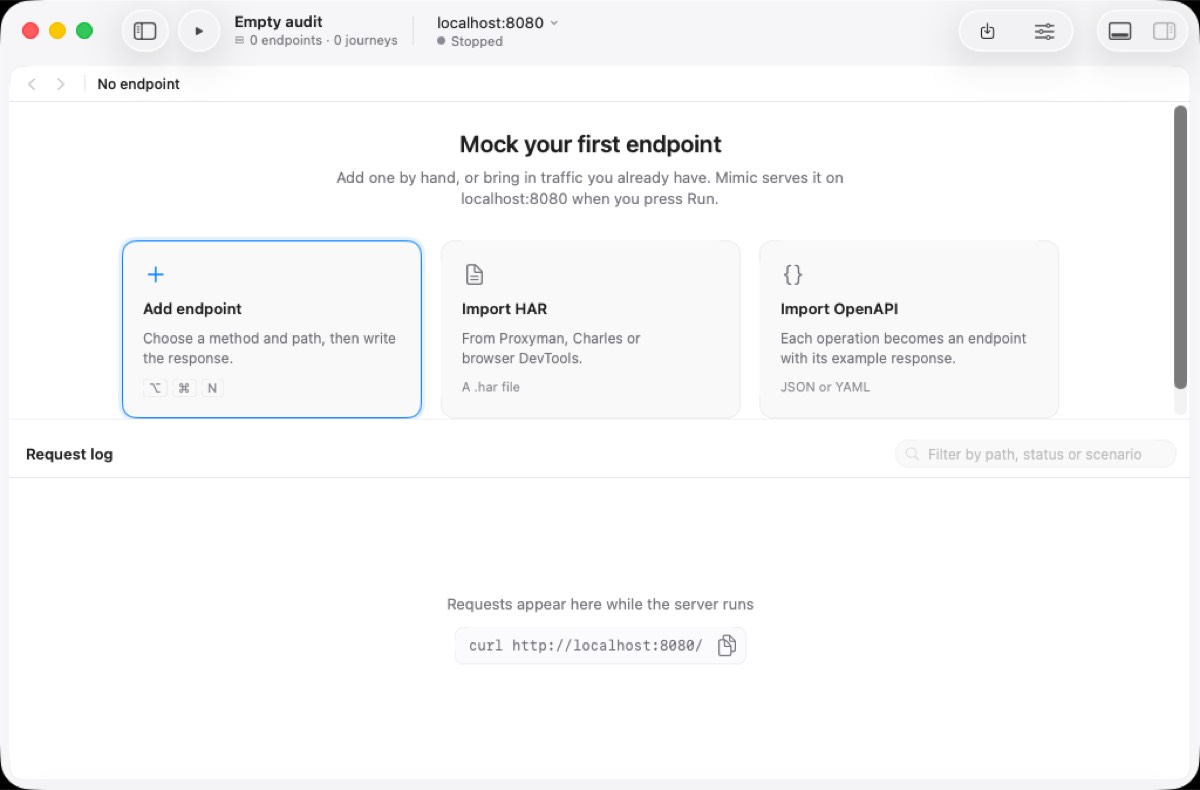 Empty audit
0 endpoints · 0 journeys
localhost:8080
Stopped
No endpoint
Mock your first endpoint
Add one by hand, or bring in traffic you already have. Mimic serves it on
localhost:8080 when you press Run.
Add endpoint
Choose a method and path, then write
the response.
⌥ ⌘ N
Import HAR
From Proxyman, Charles or
browser DevTools.
A .har file
{}
Import OpenAPI
Each operation becomes an endpoint
with its example response.
JSON or YAML
Request log
Filter by path, status or scenario
Requests appear here while the server runs
curl http://localhost:8080/